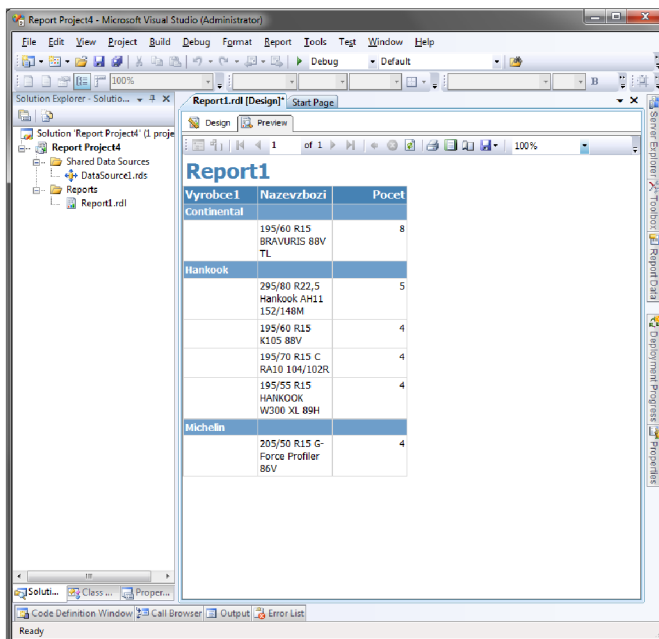 Report Project4 - Microsoft Visual Studio (Administrator)
File Edit View Project Build Debug Format Report Tools Test Window Help
Debug Default
100% B
Solution Explorer - Solutio...
Report1.rdl [Design]* Start Page
Design Preview
1 of 1 100%
Solution 'Report Project4' (1 proje
Report Project4
Shared Data Sources
DataSource1.rds
Reports
Report1.rdl
Report1
Vyrobce1 Nazevzbozi Pocet
Continental
195/60 R15 8
BRAVURIS 88V
TL
Hankook
295/80 R22,5 5
Hankook AH11
152/148M
195/60 R15 4
K105 88V
195/70 R15 C 4
RA10 104/102R
195/55 R15 4
HANKOOK
W300 XL 89H
Michelin
205/50 R15 G- 4
Force Profiler
86V
Server Explorer
Toolbox
Report Data
Deployment Progress
Properties
Soluti... Class ... Proper...
Code Definition Window Call Browser Output Error List
Ready